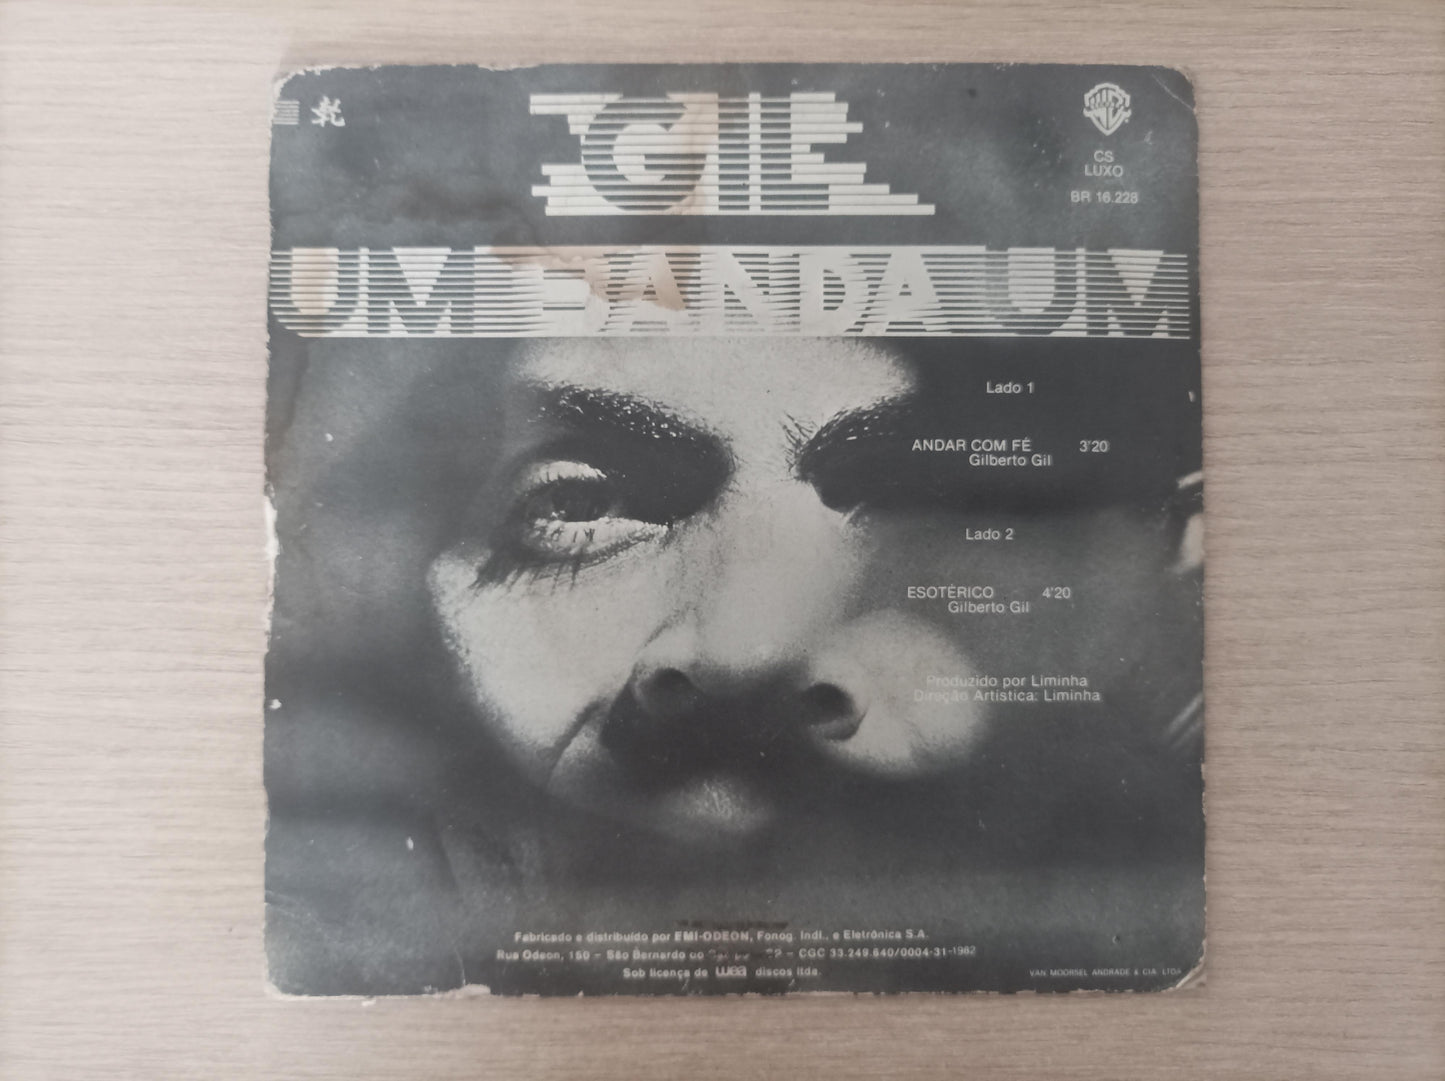 乾
GIL
CS
LUXO
BR 16.228
UM BANDA UM
Lado 1
ANDAR COM FÉ 3'20
Gilberto Gil
Lado 2
ESOTÉRICO 4'20
Gilberto Gil
Produzido por Liminha
Direção Artística: Liminha
Fabricado e distribuído por EMI-ODEON, Fonog. Indl., e Eletrônica S.A.
Rua Odeon, 150 – São Bernardo do – CGC 33.249.640/0004-31-1982
Sob licença de wea discos ltda.
VAN MOORSEL ANDRADE & CIA. LTDA